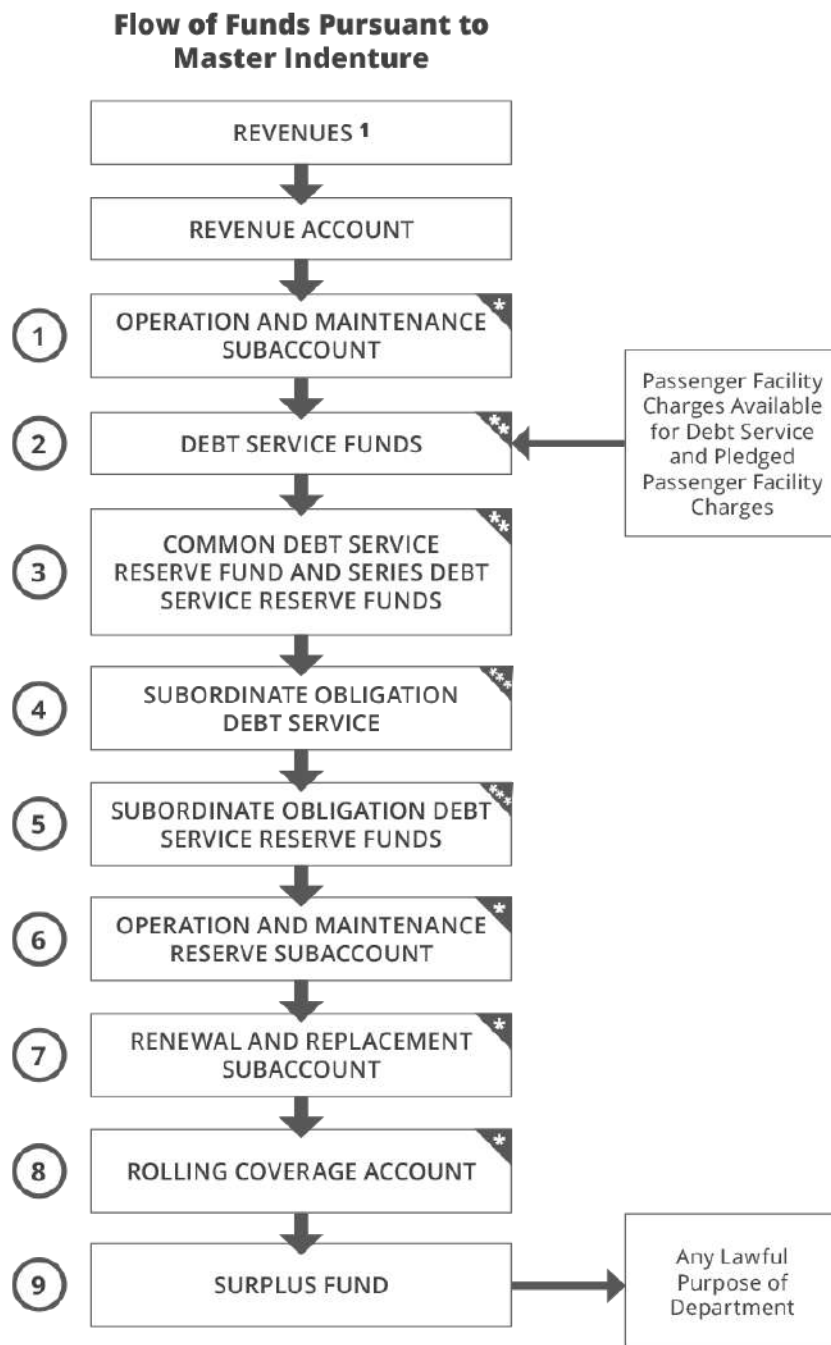 Flow of Funds Pursuant to
Master Indenture
REVENUES 1
REVENUE ACCOUNT
1
OPERATION AND MAINTENANCE
SUBACCOUNT
*
2
DEBT SERVICE FUNDS
**
Passenger Facility
Charges Available
for Debt Service
and Pledged
Passenger Facility
Charges
3
COMMON DEBT SERVICE
RESERVE FUND AND SERIES DEBT
SERVICE RESERVE FUNDS
**
4
SUBORDINATE OBLIGATION
DEBT SERVICE
***
5
SUBORDINATE OBLIGATION DEBT
SERVICE RESERVE FUNDS
***
6
OPERATION AND MAINTENANCE
RESERVE SUBACCOUNT
*
7
RENEWAL AND REPLACEMENT
SUBACCOUNT
*
8
ROLLING COVERAGE ACCOUNT
*
9
SURPLUS FUND
Any Lawful
Purpose of
Department